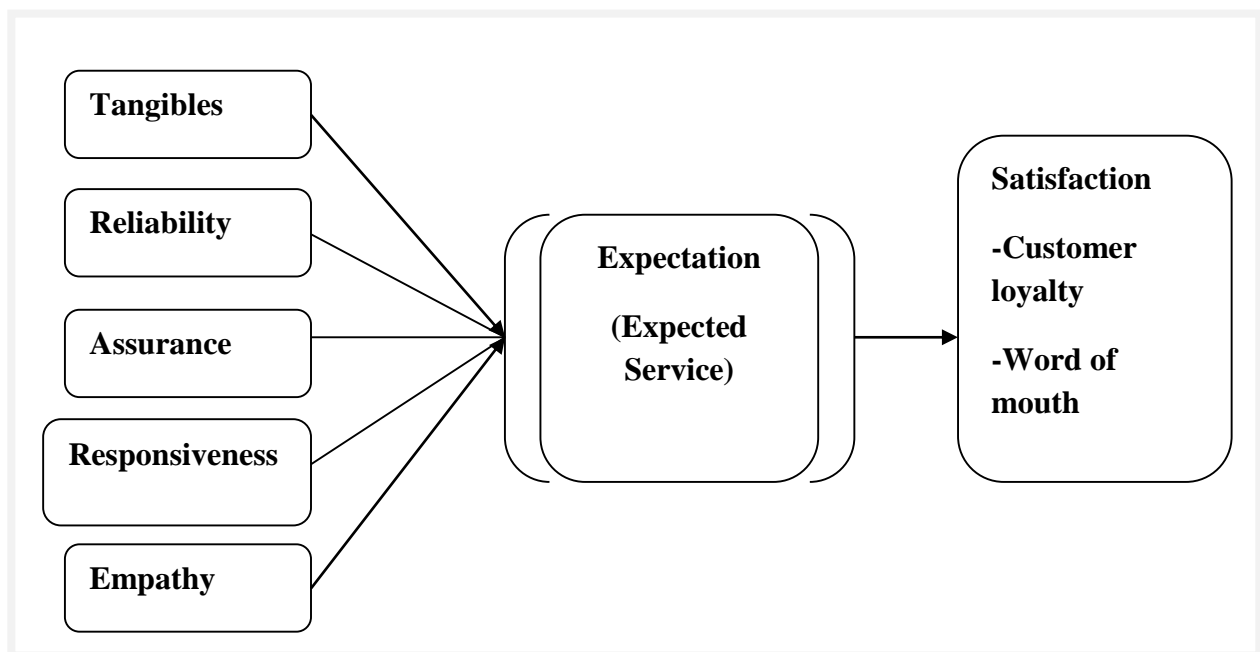 Tangibles
Reliability
Assurance
Responsiveness
Empathy
Expectation
(Expected
Service)
Satisfaction
-Customer
loyalty
-Word of
mouth